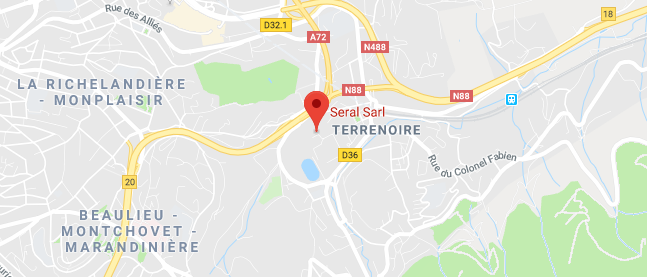 Rue des Alliés
D32.1
18
A72
N488
LA RICHELANDIÈRE
- MONPLAISIR
N88
N88
Seral Sarl
TERRENOIRE
D36
Rue du Colonel Fabien
20
BEAULIEU -
MONTCHOVET -
MARANDINIÈRE